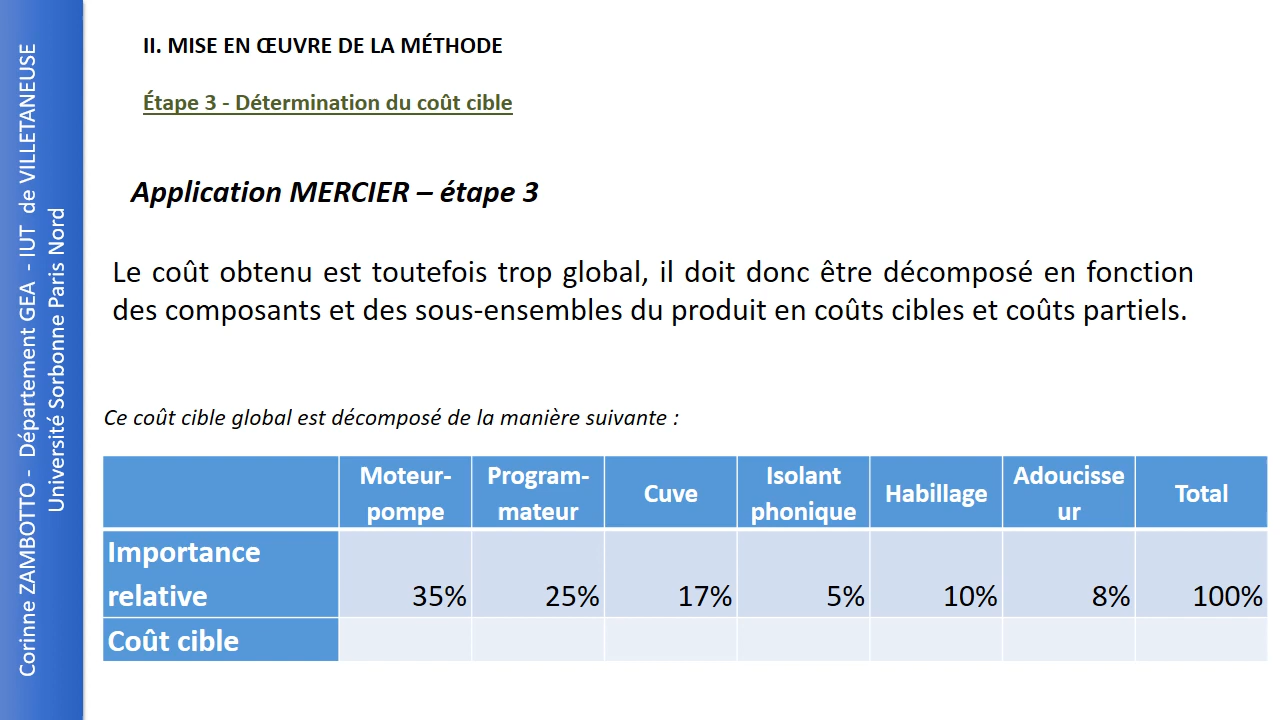 Corinne ZAMBOTTO - Département GEA - IUT de VILLETANEUSE
Université Sorbonne Paris Nord
II. MISE EN ŒUVRE DE LA MÉTHODE
Étape 3 - Détermination du coût cible
Application MERCIER – étape 3
Le coût obtenu est toutefois trop global, il doit donc être décomposé en fonction
des composants et des sous-ensembles du produit en coûts cibles et coûts partiels.
Ce coût cible global est décomposé de la manière suivante :
Moteur-pompe Program-mateur Cuve Isolant phonique Habillage Adoucisse ur Total
Importance relative 35% 25% 17% 5% 10% 8% 100%
Coût cible